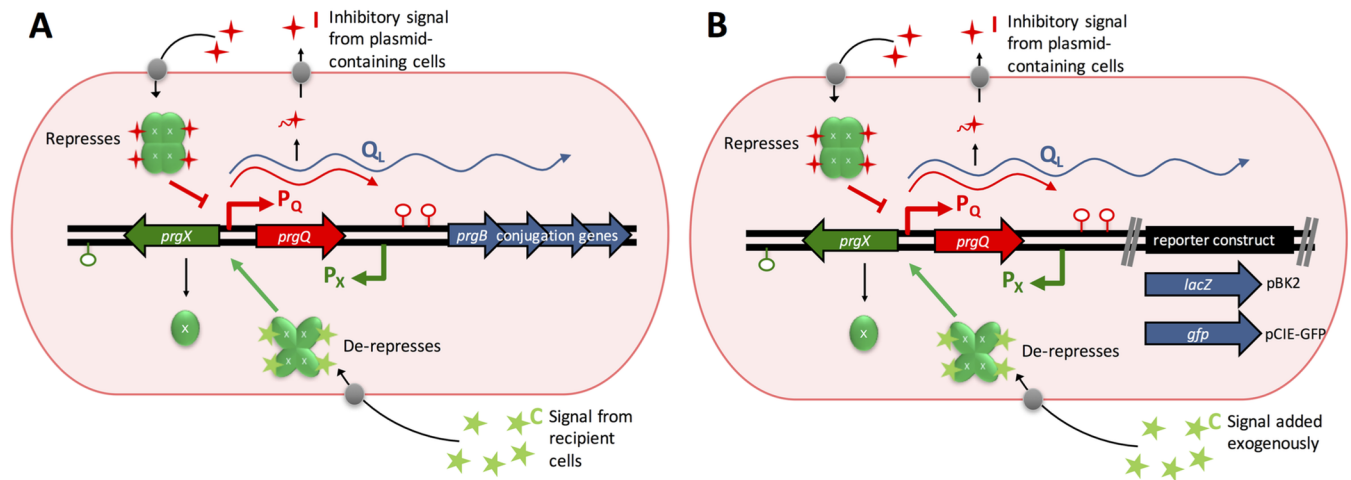 A
I Inhibitory signal
from plasmid-
containing cells
x x
x x
Represses
QL
PQ
prgX
prgQ
prgB conjugation genes
PX
X
x x
x x
De-represses
C Signal from
recipient
cells
B
I Inhibitory signal
from plasmid-
containing cells
x x
x x
Represses
QL
PQ
prgX
prgQ
reporter construct
PX
lacZ pBK2
X
gfp pCIE-GFP
x x
x x
De-represses
C Signal added
exogenously